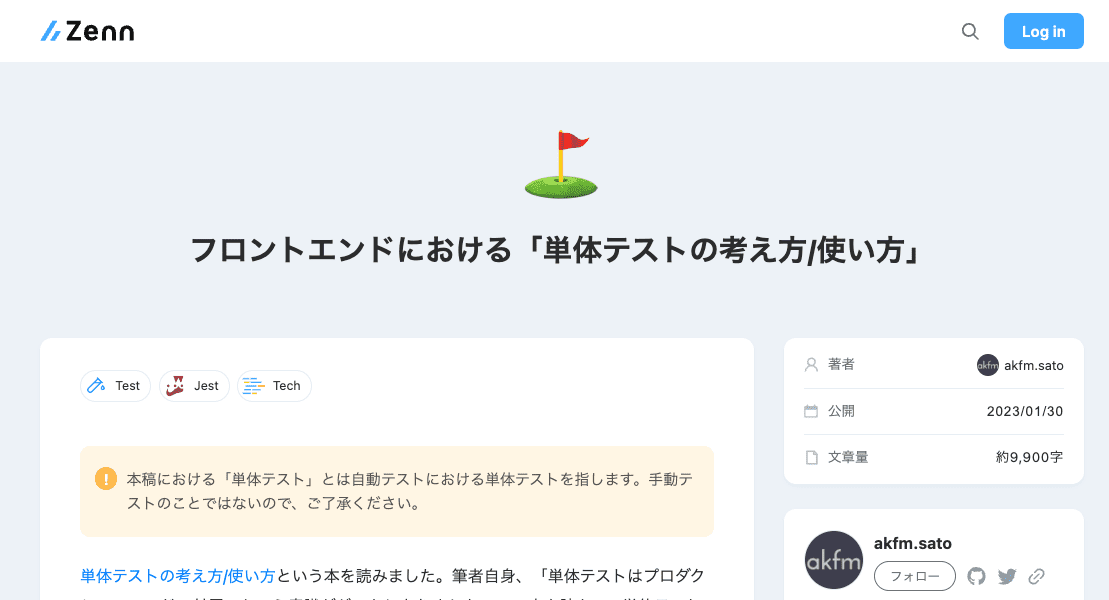 Zenn
Log in
フロントエンドにおける「単体テストの考え方/使い方」
Test
Jest
Tech
本稿における「単体テスト」とは自動テストにおける単体テストを指します。手動テ
ストのことではないので、ご了承ください。
単体テストの考え方/使い方という本を読みました。筆者自身、「単体テストはプロダク
著者
akfm
akfm.sato
公開
2023/01/30
文章量
約9,900字
akfm
akfm.sato
フォロー